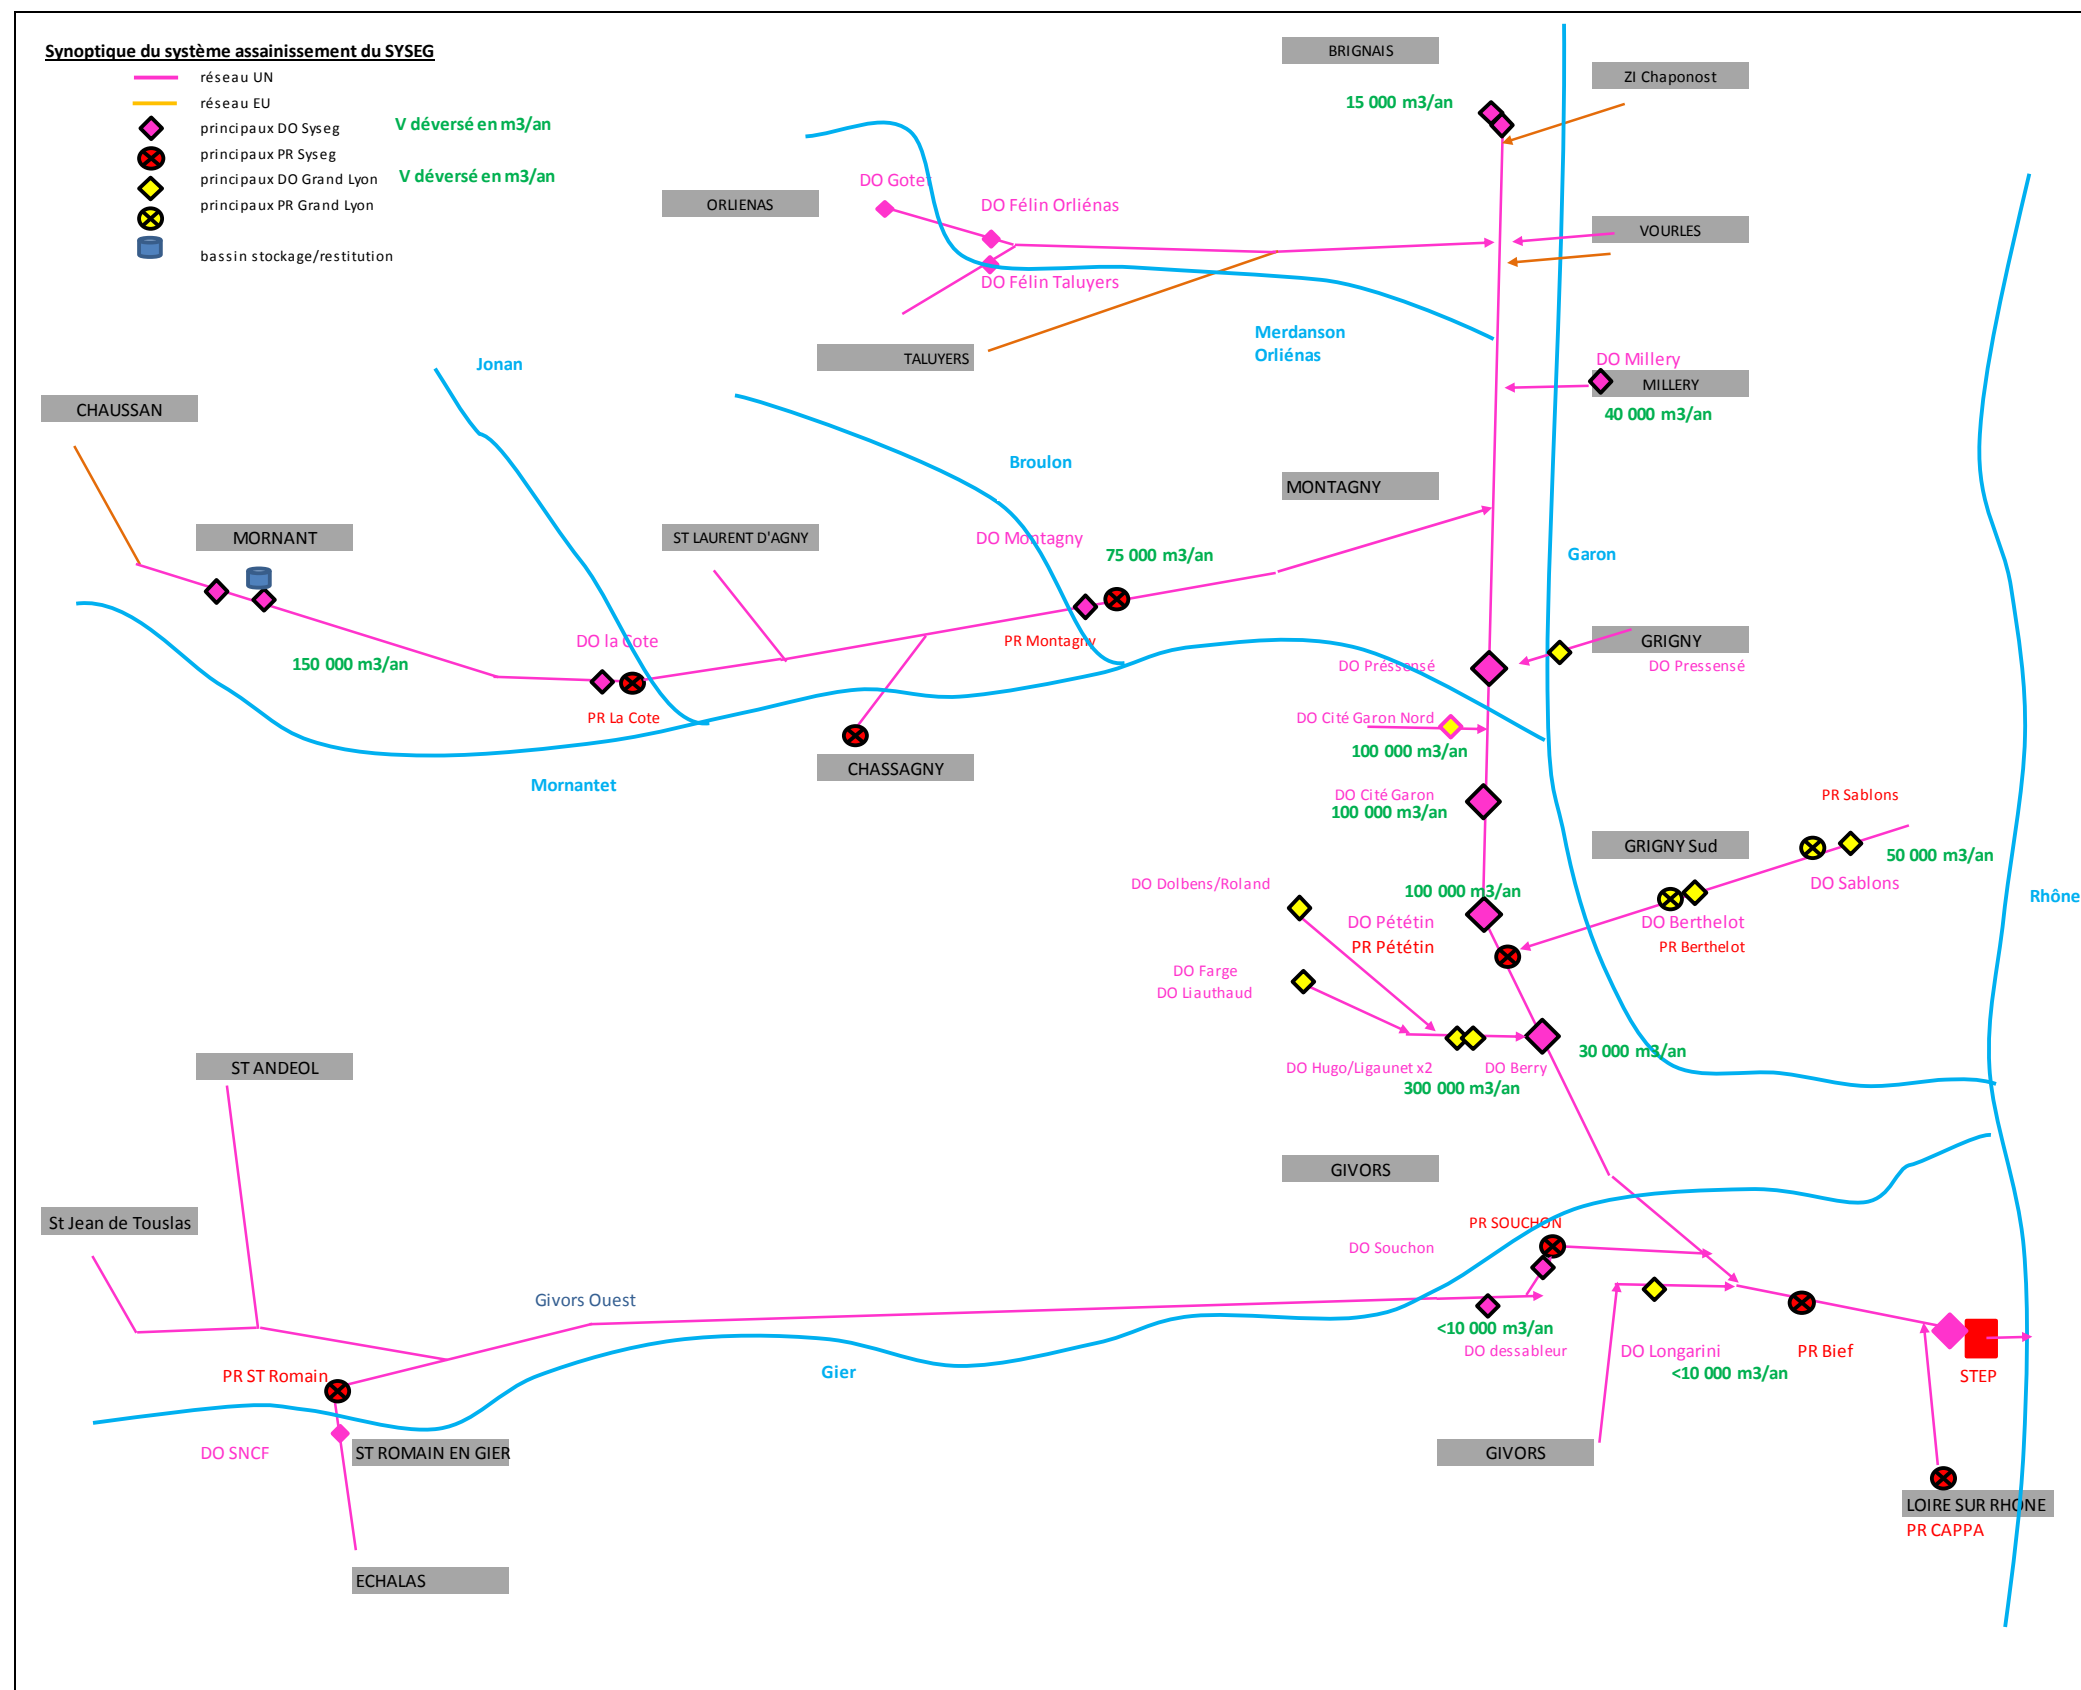 Synoptique du système assainissement du SYSEG
réseau UN
réseau EU
principaux DO Syseg
V déversé en m3/an
principaux PR Syseg
principaux DO Grand Lyon
V déversé en m3/an
principaux PR Grand Lyon
bassin stockage/restitution
BRIGNAIS
ZI Chaponost
15 000 m3/an
DO Gotet
ORLIENAS
DO Félin Orliénas
VOURLES
DO Félin Taluyers
Merdanson
Orliénas
TALUYERS
Jonan
DO Millery
MILLERY
40 000 m3/an
CHAUSSAN
Broulon
MONTAGNY
MORNANT
ST LAURENT D'AGNY
DO Montagny
75 000 m3/an
Garon
DO la Cote
PR Montagny
150 000 m3/an
GRIGNY
DO Préssensé
DO Pressensé
PR La Cote
DO Cité Garon Nord
100 000 m3/an
CHASSAGNY
Mornantet
DO Cité Garon
100 000 m3/an
PR Sablons
GRIGNY Sud
50 000 m3/an
DO Dolbens/Roland
100 000 m3/an
DO Sablons
Rhône
DO Pététin
DO Berthelot
PR Pététin
PR Berthelot
DO Farge
DO Liauthaud
30 000 m3/an
DO Hugo/Ligaunet x2
DO Berry
300 000 m3/an
ST ANDEOL
GIVORS
St Jean de Touslas
PR SOUCHON
DO Souchon
Givors Ouest
<10 000 m3/an
DO dessableur
DO Longarini
PR Bief
<10 000 m3/an
STEP
Gier
PR ST Romain
DO SNCF
ST ROMAIN EN GIER
GIVORS
LOIRE SUR RHONE
PR CAPPA
ECHALAS